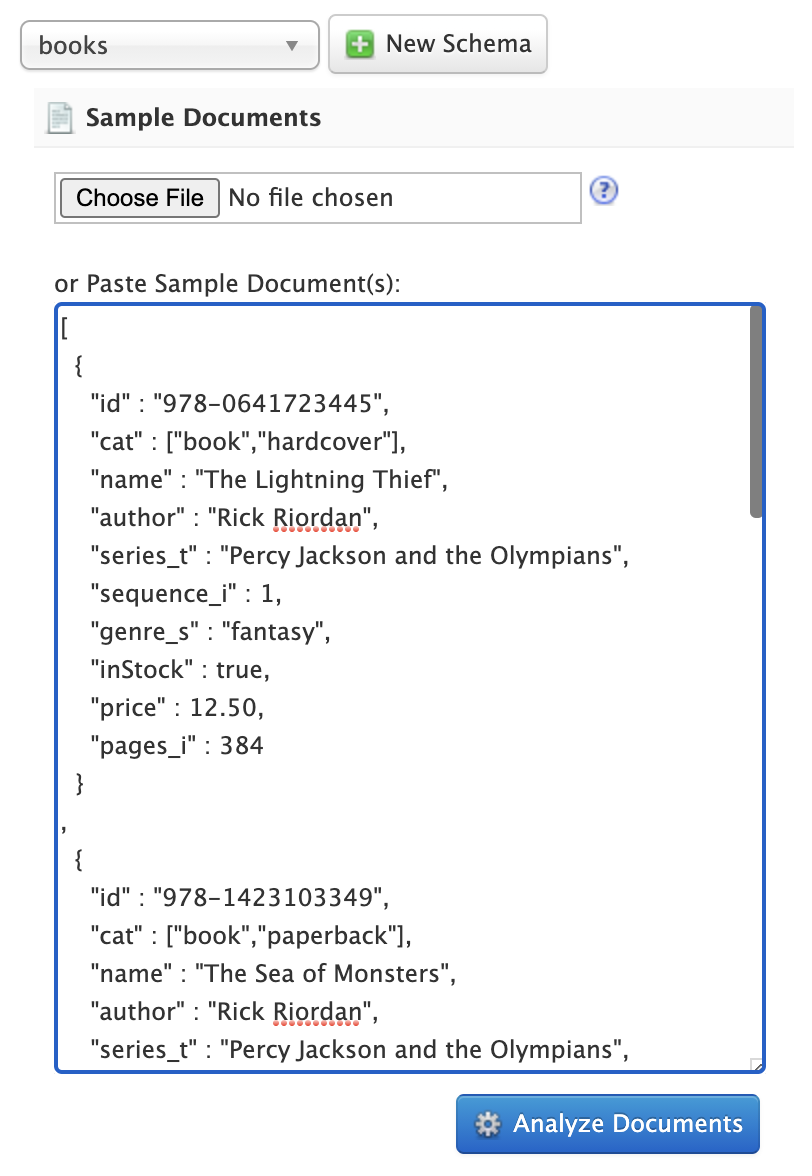 books
New Schema
Sample Documents
Choose File No file chosen
or Paste Sample Document(s):
[
{
"id" : "978-0641723445",
"cat" : ["book","hardcover"],
"name" : "The Lightning Thief",
"author" : "Rick Riordan",
"series_t" : "Percy Jackson and the Olympians",
"sequence_i" : 1,
"genre_s" : "fantasy",
"inStock" : true,
"price" : 12.50,
"pages_i" : 384
}
,
{
"id" : "978-1423103349",
"cat" : ["book","paperback"],
"name" : "The Sea of Monsters",
"author" : "Rick Riordan",
"series_t" : "Percy Jackson and the Olympians",
Analyze Documents